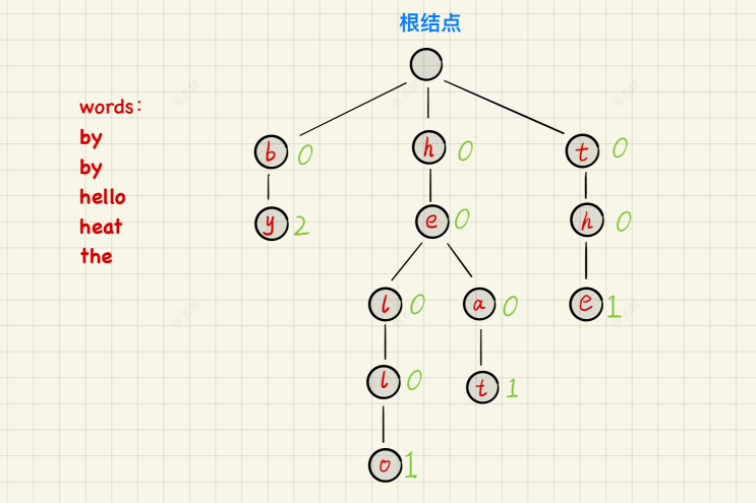 根结点
words:
by
by
hello
heat
the
b 0 h 0 t 0
y 2 e 0 h 0
l 0 a 0 e 1
l 0 t 1
o 1